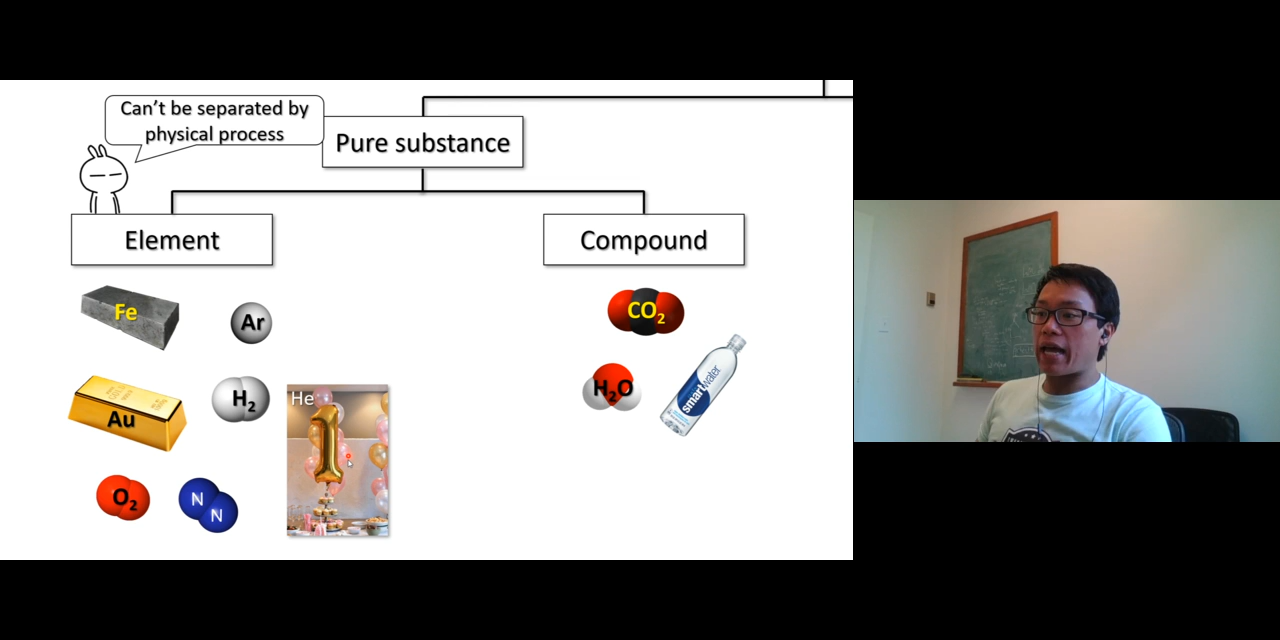 Can't be separated by
physical process
Pure substance
Element
Compound
Fe
Ar
CO₂
Au
H₂
He
1
H₂O
smartwater
O₂
N
N